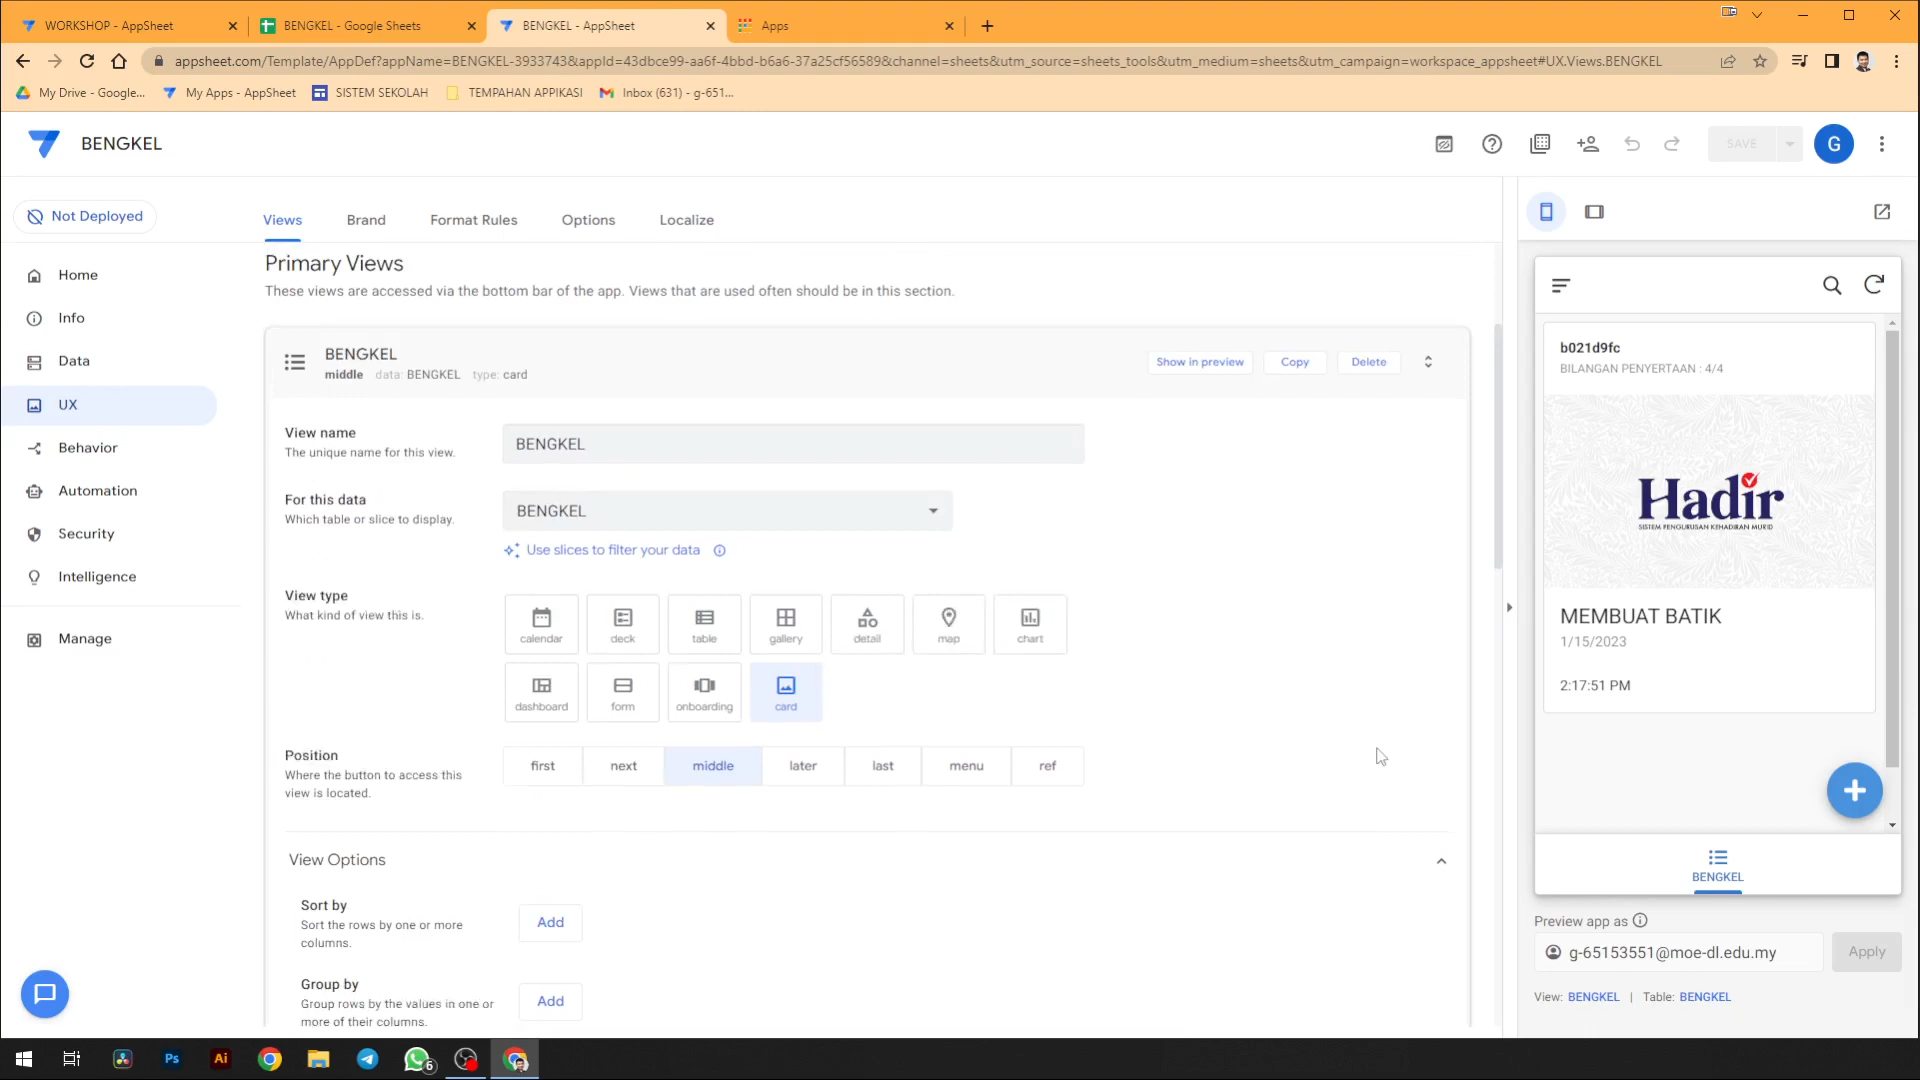 WORKSHOP - AppSheet
BENGKEL - Google Sheets
BENGKEL - AppSheet
Apps
appsheet.com/Template/AppDef?appName=BENGKEL-3933743&appId=43dbce99-aa6f-4bbd-b6a6-37a25cf56589&channel=sheets&utm_source=sheets_tools&utm_medium=sheets&utm_campaign=workspace_appsheet#UX.Views.BENGKEL
My Drive - Google...
My Apps - AppSheet
SISTEM SEKOLAH
TEMPAHAN APPIKASI
Inbox (631) - g-651...
BENGKEL
SAVE
G
Not Deployed
Home
Info
Data
UX
Behavior
Automation
Security
Intelligence
Manage
Views
Brand
Format Rules
Options
Localize
Primary Views
These views are accessed via the bottom bar of the app. Views that are used often should be in this section.
BENGKEL
middle data: BENGKEL type: card
Show in preview
Copy
Delete
View name
The unique name for this view.
BENGKEL
For this data
Which table or slice to display.
BENGKEL
Use slices to filter your data
View type
What kind of view this is.
calendar
deck
table
gallery
detail
map
chart
dashboard
form
onboarding
card
Position
Where the button to access this
view is located.
first
next
middle
later
last
menu
ref
View Options
Sort by
Sort the rows by one or more
columns.
Add
Group by
Group rows by the values in one or
more of their columns.
Add
b021d9fc
BILANGAN PENYERTAAN : 4/4
Hadir
SISTEM PENGURUSAN KEHADIRAN MURID
MEMBUAT BATIK
1/15/2023
2:17:51 PM
BENGKEL
Preview app as
g-65153551@moe-dl.edu.my
Apply
View: BENGKEL | Table: BENGKEL
Ps
Ai
6